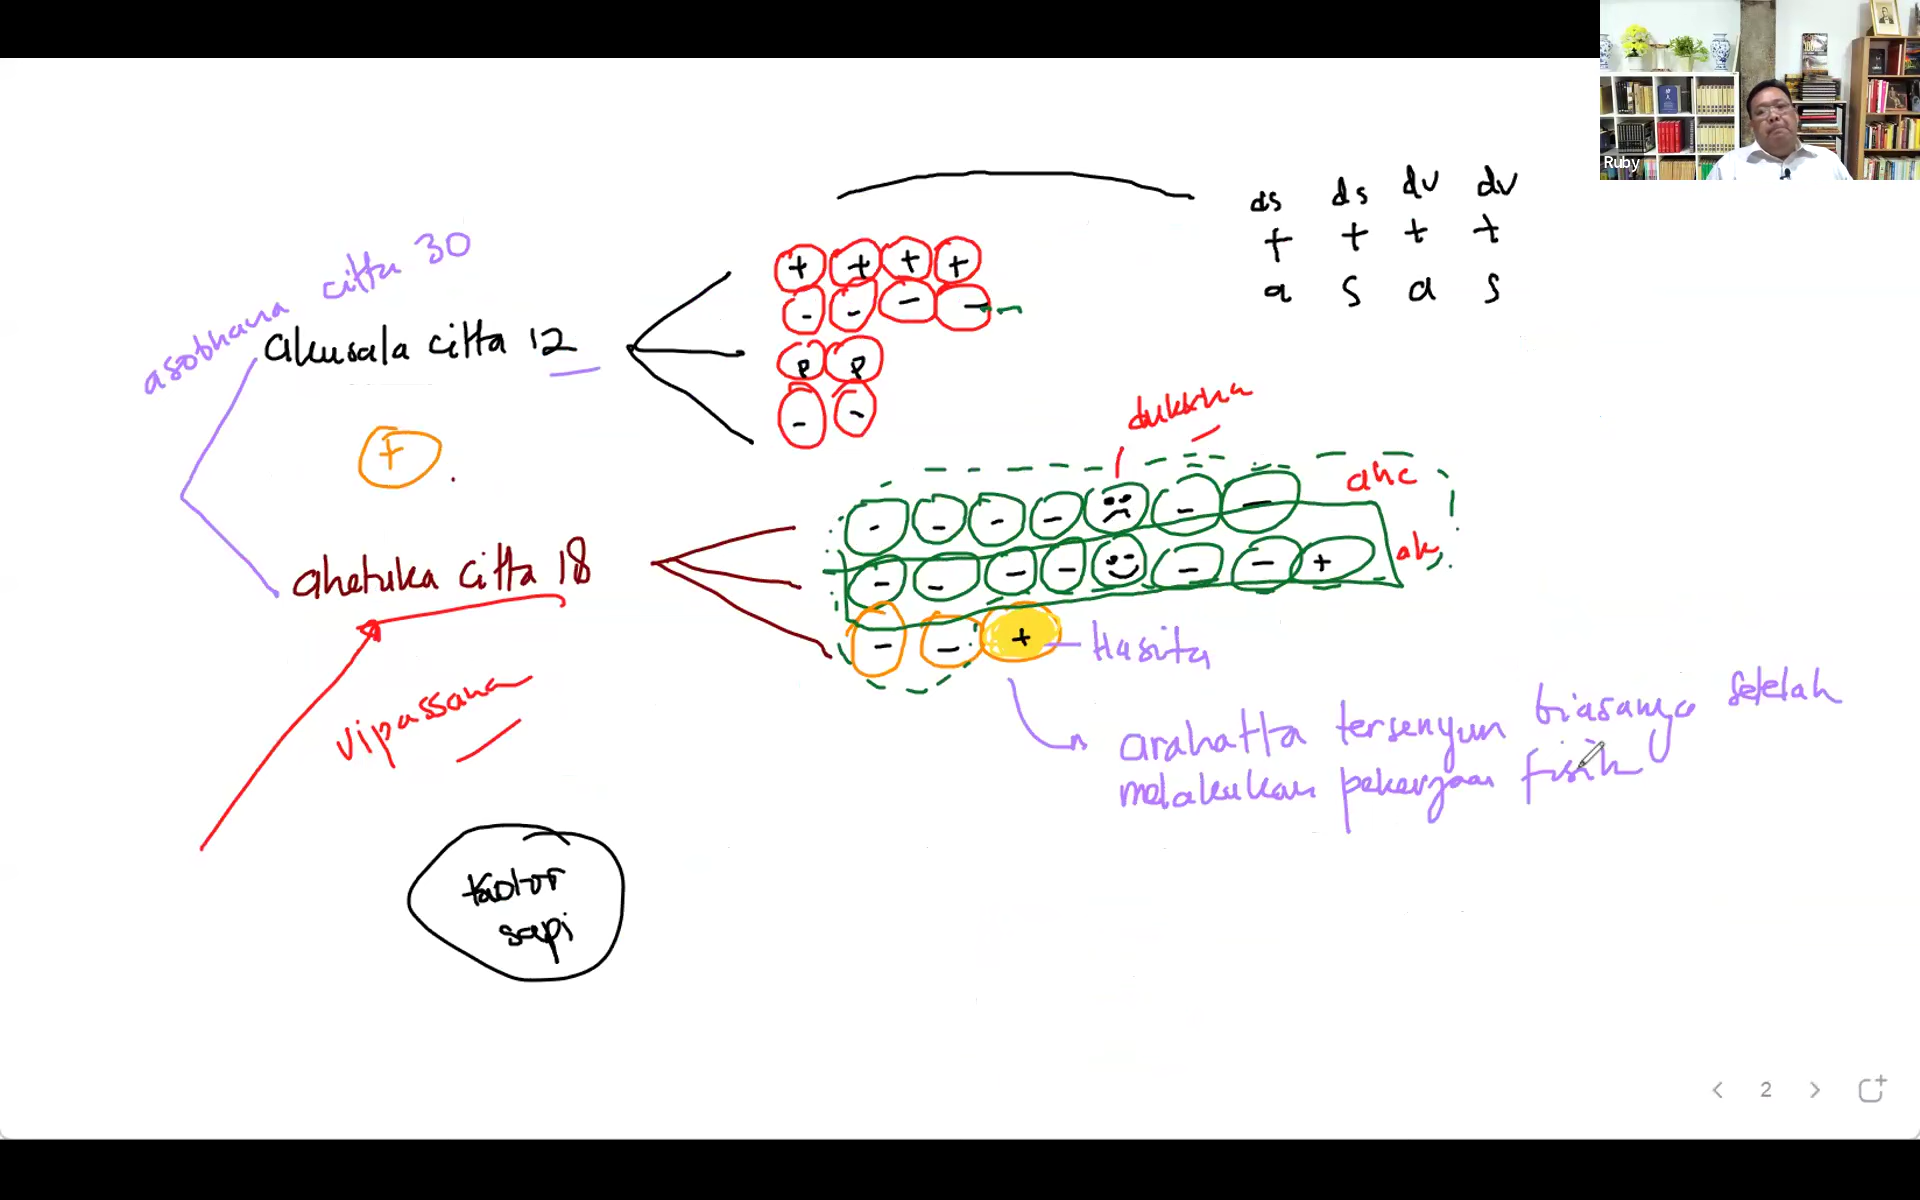 Ruby
ds ds dv dv
+ + + +
a s a s
asobhana citta 30
akusala citta 12
+ + + +
- - - -
p p
- -
+
dukkha
ahc
- - - - - -
ahetuka citta 18
ak
- - - - - - +
- - +
Hasita
vipassana
arahatta tersenyum biasanya setelah
melakukan pekerjaan fisik
sapi
2